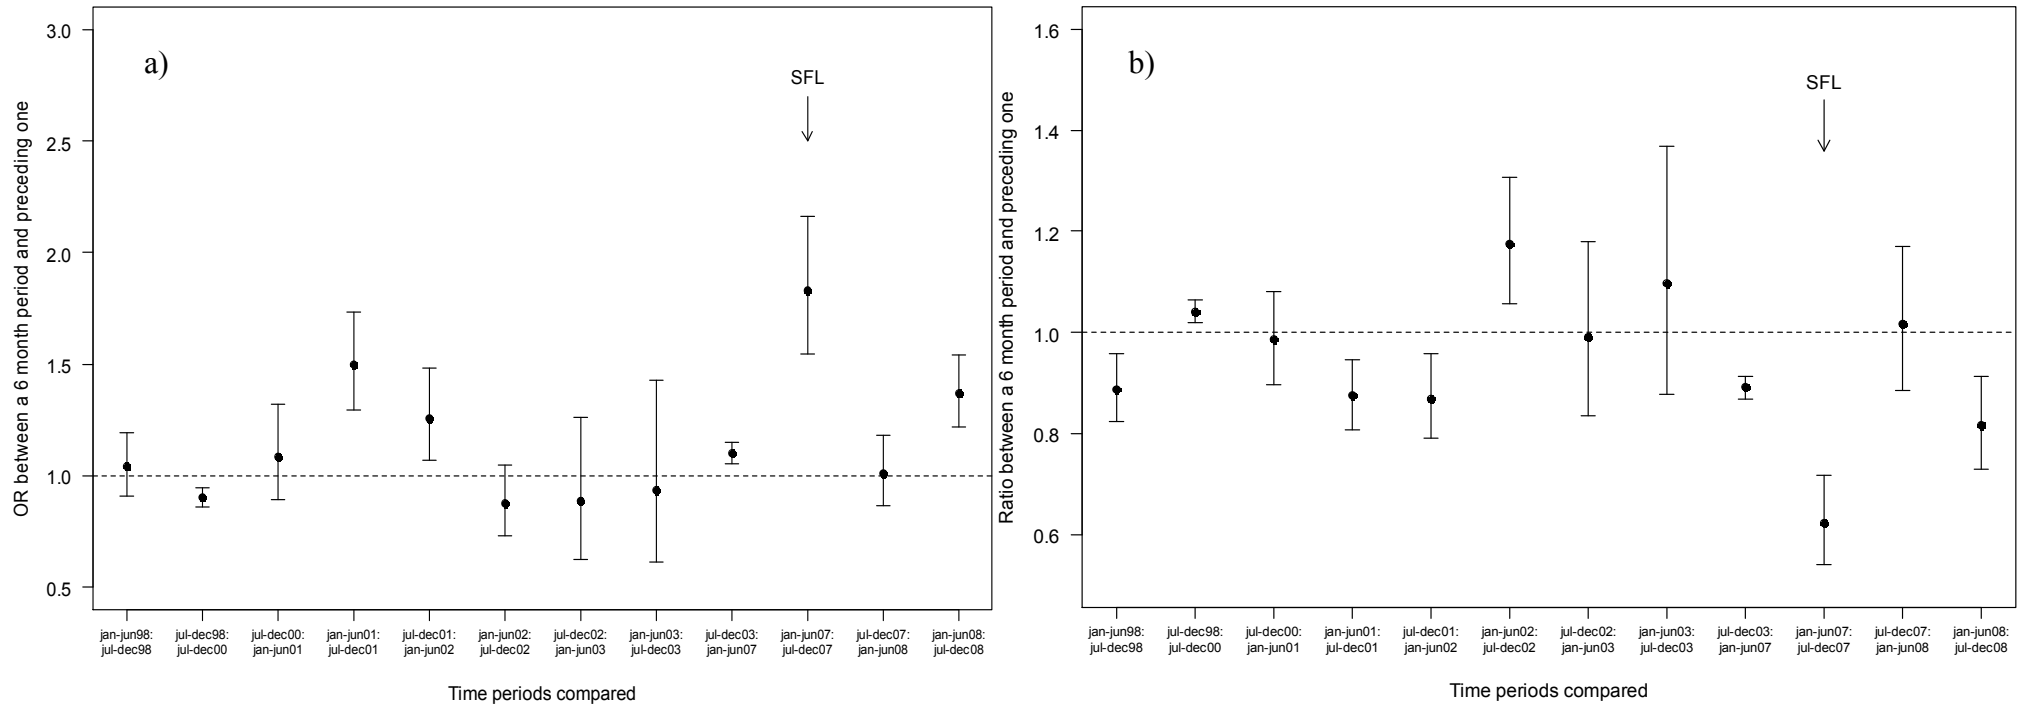 a)
SFL
OR between a 6 month period and preceding one
3.0
2.5
2.0
1.5
1.0
0.5
jan-jun98: jul-dec98: jul-dec00: jan-jun01: jul-dec01: jan-jun02: jul-dec02: jan-jun03: jul-dec03: jan-jun07: jul-dec07: jan-jun08:
jul-dec98 jul-dec00 jan-jun01 jul-dec01 jan-jun02 jul-dec02 jan-jun03 jul-dec03 jan-jun07 jul-dec07 jan-jun08 jul-dec08
Time periods compared
b)
SFL
Ratio between a 6 month period and preceding one
1.6
1.4
1.2
1.0
0.8
0.6
jan-jun98: jul-dec98: jul-dec00: jan-jun01: jul-dec01: jan-jun02: jul-dec02: jan-jun03: jul-dec03: jan-jun07: jul-dec07: jan-jun08:
jul-dec98 jul-dec00 jan-jun01 jul-dec01 jan-jun02 jul-dec02 jan-jun03 jul-dec03 jan-jun07 jul-dec07 jan-jun08 jul-dec08
Time periods compared